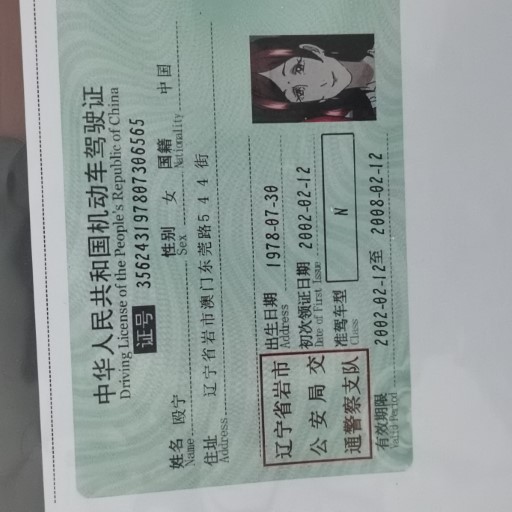 中华人民共和国机动车驾驶证
Driving License of the People's Republic of China
证号 356243197807306565
姓名 殴宁 性别 女 国籍 中国
Name Sex Nationality
住址 辽宁省岩市澳门东莞路544街
Address
出生日期 1978-07-30
Address
初次领证日期 2002-02-12
Date of First Issue
准驾车型 N
Class
辽宁省岩市
公安局交
通警察支队
有效期限 2002-02-12至 2008-02-12
Valid Period